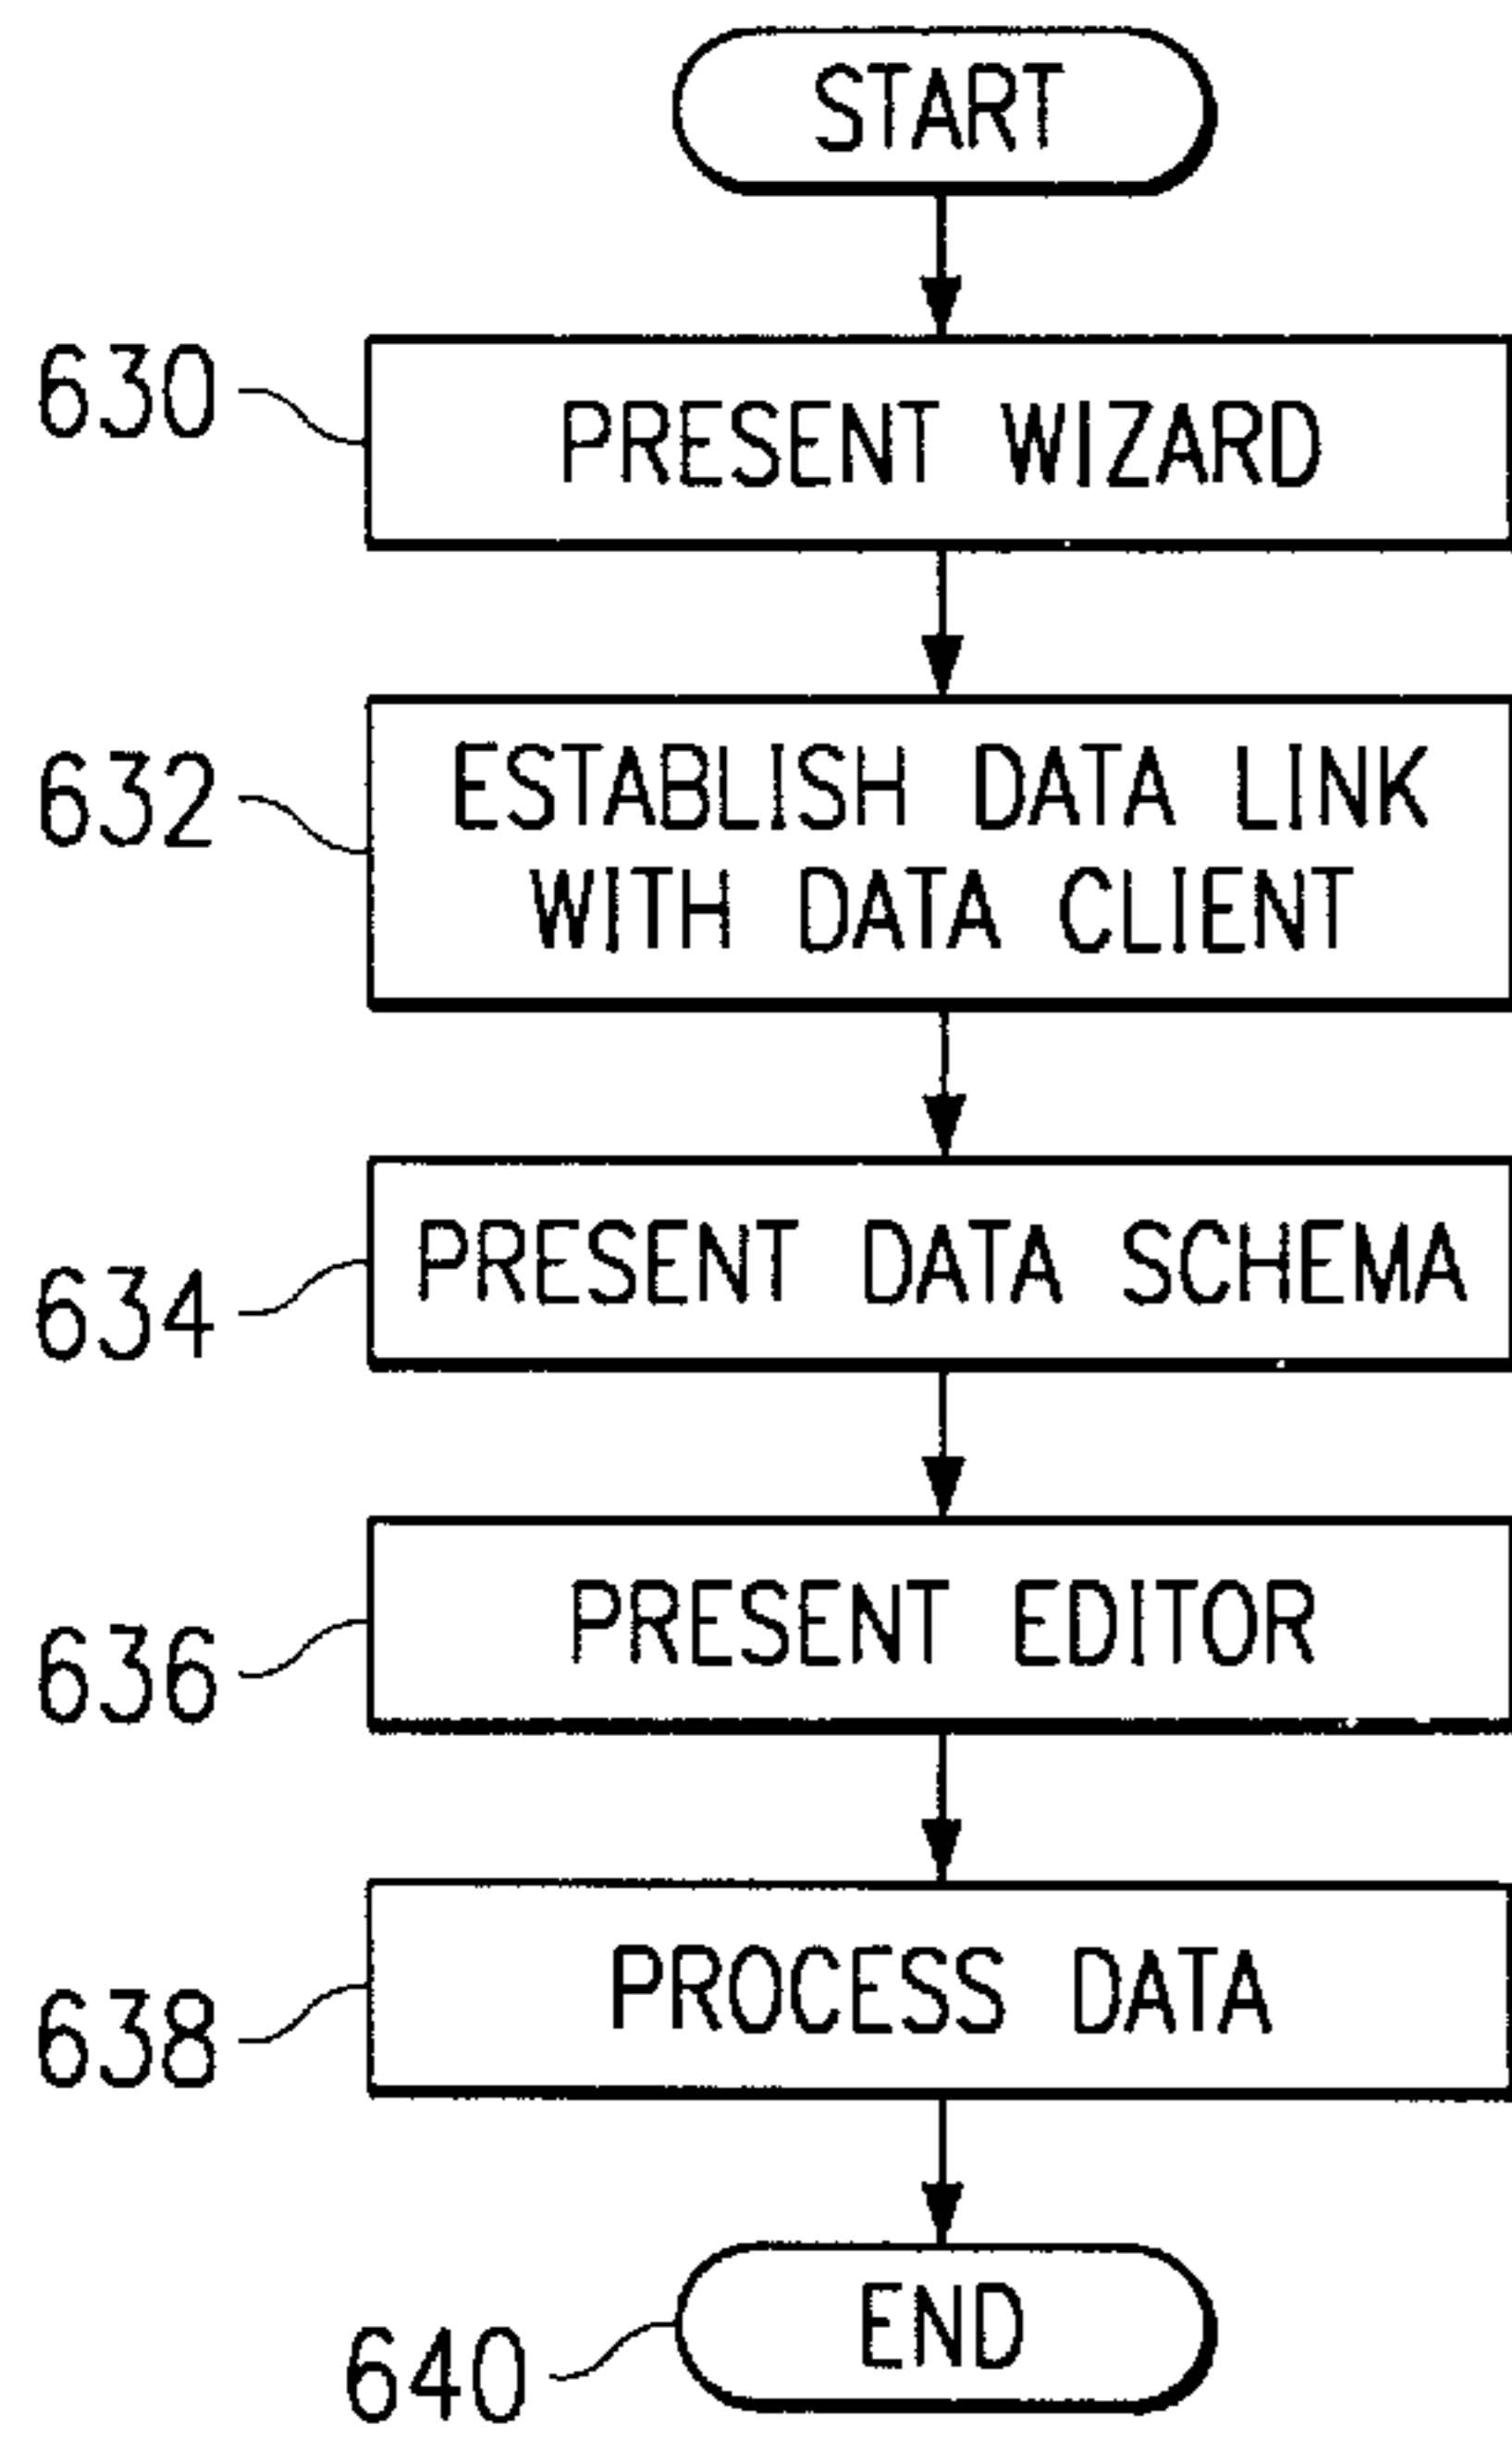 START
630
PRESENT WIZARD
632
ESTABLISH DATA LINK
WITH DATA CLIENT
634
PRESENT DATA SCHEMA
636
PRESENT EDITOR
638
PROCESS DATA
640
END